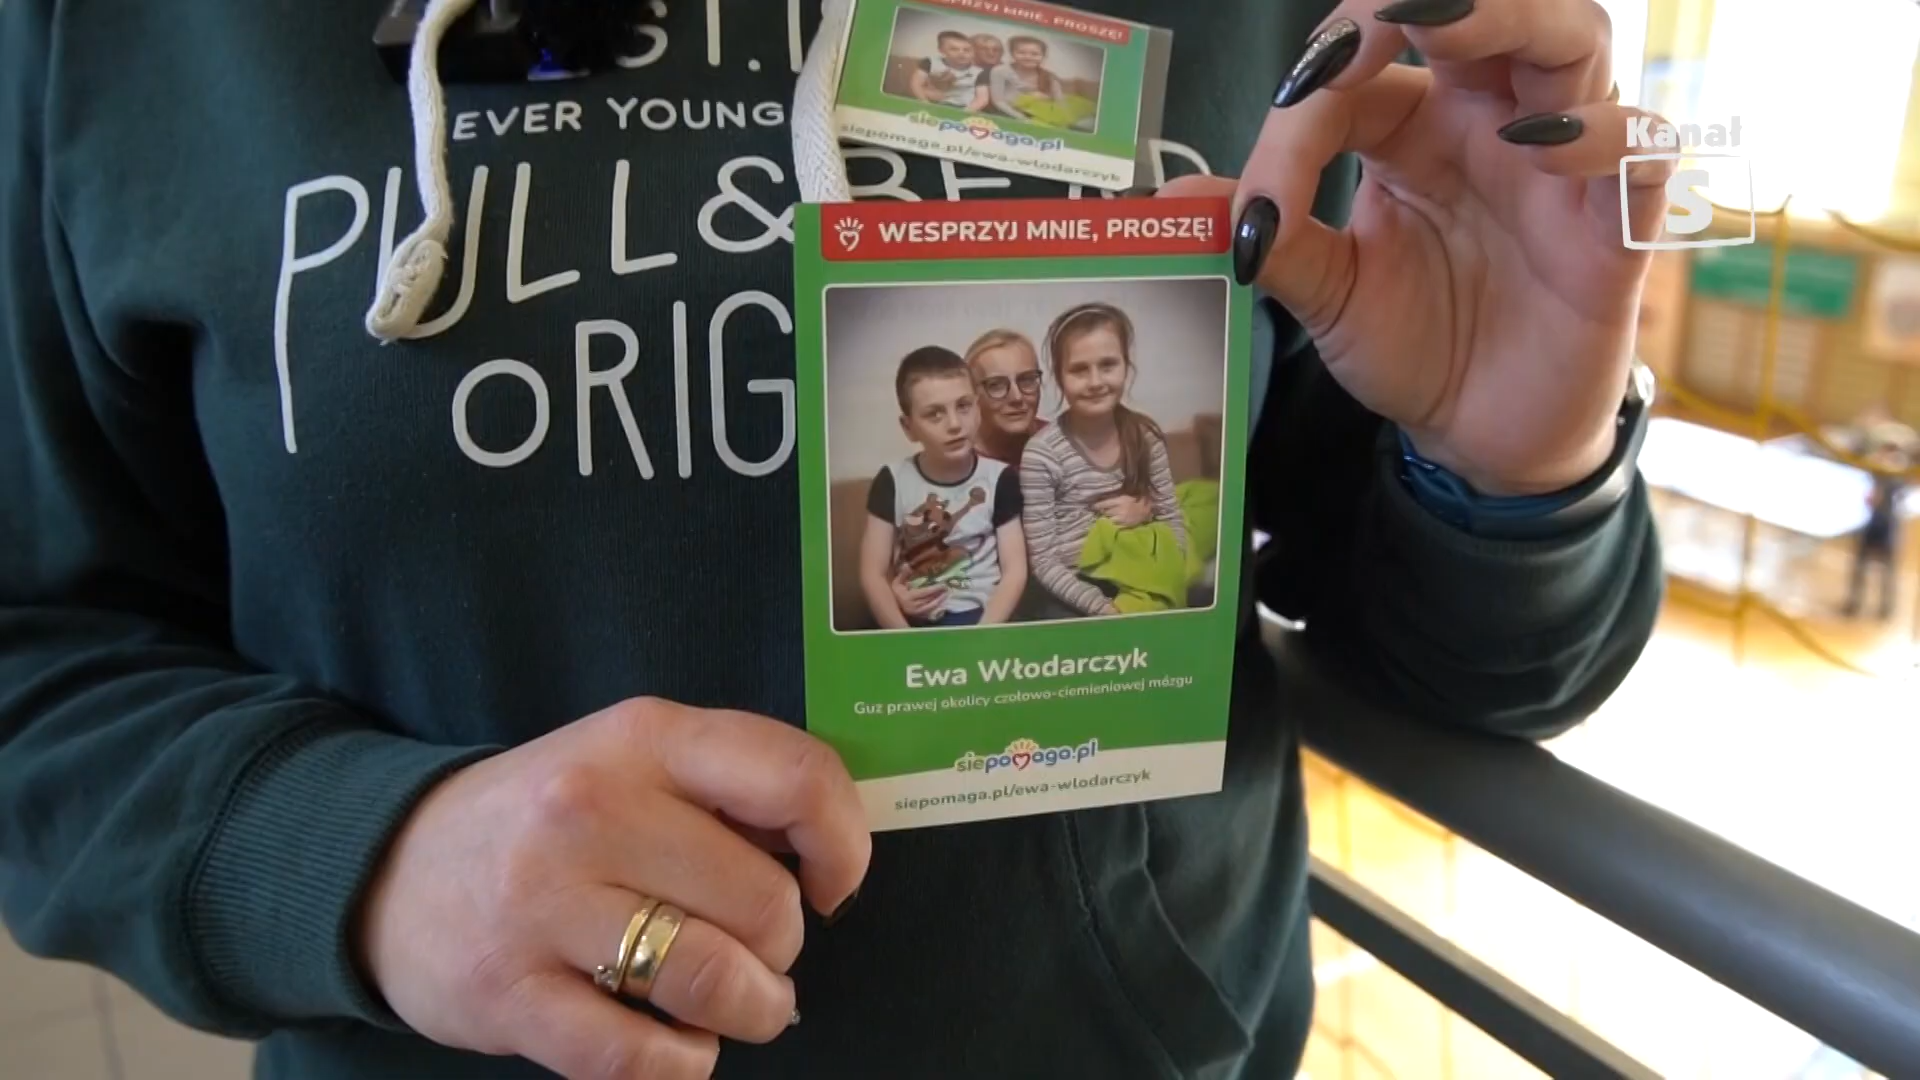 ST.
EVER YOUNG
PULL&BEAR
ORIG
WESPRZYJ MNIE, PROSZĘ!
siepomaga.pl
siepomaga.pl/ewa-wlodarczyk
WESPRZYJ MNIE, PROSZĘ!
Ewa Włodarczyk
Guz prawej okolicy czołowo-ciemieniowej mózgu
siepomaga.pl
siepomaga.pl/ewa-wlodarczyk
Kanał
S